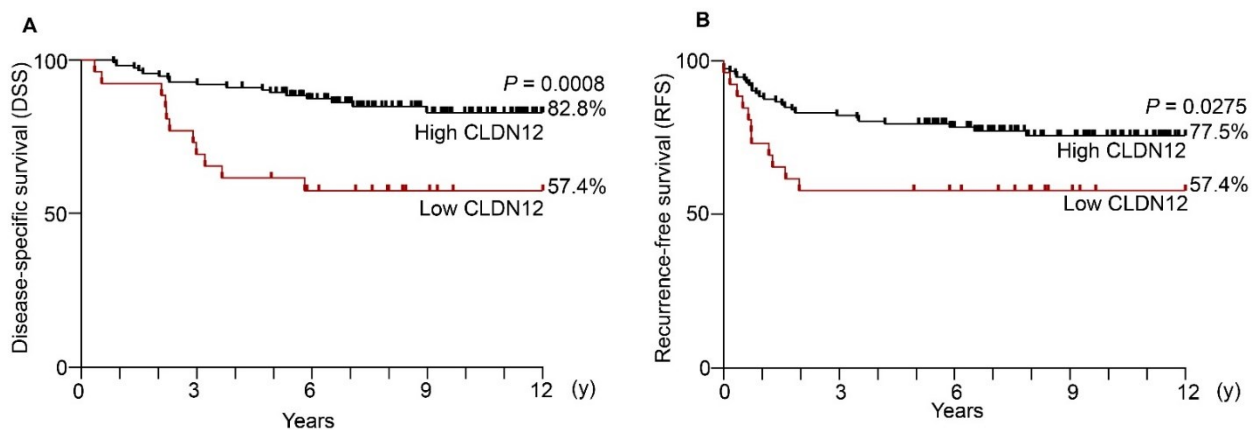 A
Disease-specific survival (DSS)
100
50
0
P = 0.0008
82.8%
High CLDN12
57.4%
Low CLDN12
0 3 6 9 12 (y)
Years
B
Recurrence-free survival (RFS)
100
50
0
P = 0.0275
77.5%
High CLDN12
57.4%
Low CLDN12
0 3 6 9 12 (y)
Years